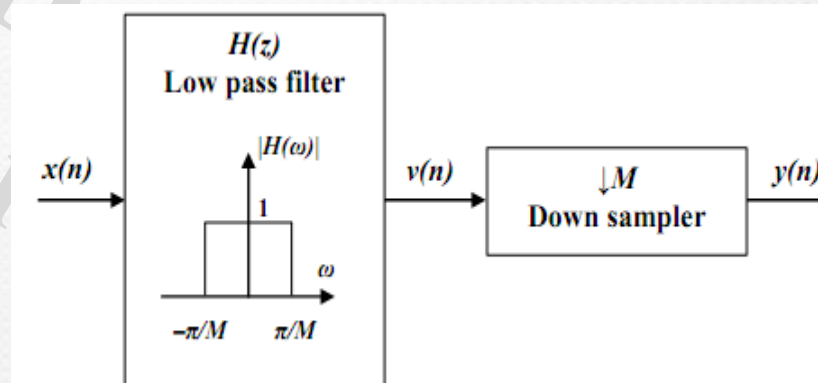 H(z)
Low pass filter
|H(ω)|
x(n)
1
ω
−π/M π/M
v(n)
↓M
Down sampler
y(n)